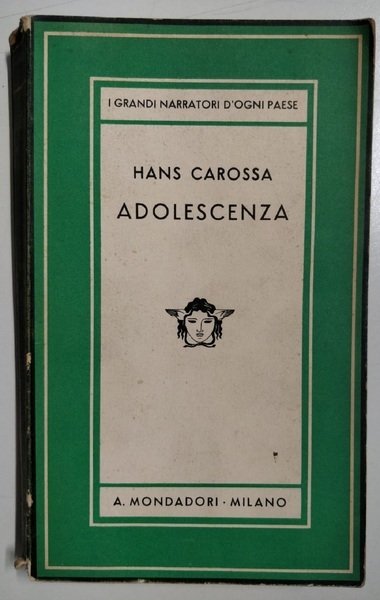 I GRANDI NARRATORI D'OGNI PAESE
HANS CAROSSA
ADOLESCENZA
A. MONDADORI · MILANO